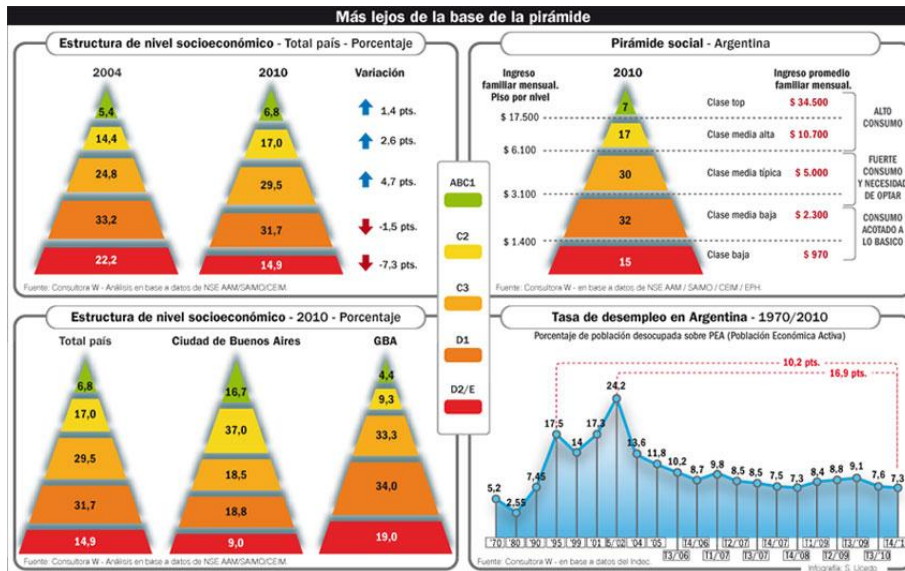 Más lejos de la base de la pirámide
Estructura de nivel socioeconómico - Total país - Porcentaje
2004
2010
Variación
5,4
6,8
1,4 pts.
14,4
17,0
2,6 pts.
24,8
29,5
4,7 pts.
33,2
31,7
-1,5 pts.
22,2
14,9
-7,3 pts.
Fuente: Consultora W - Análisis en base a datos de NSE AAM/SAIMO/CEIM.
Pirámide social - Argentina
Ingreso
familiar mensual.
Piso por nivel
2010
Ingreso promedio
familiar mensual.
7
Clase top
$ 34.500
$ 17.500
17
Clase media alta
$ 10.700
ALTO
CONSUMO
$ 6.100
30
Clase media típica
$ 5.000
FUERTE
CONSUMO
Y NECESIDAD
DE OPTAR
$ 3.100
32
Clase media baja
$ 2.300
CONSUMO
ACOTADO A
LO BASICO
$ 1.400
15
Clase baja
$ 970
Fuente: Consultora W - en base a datos de NSE AAM / SAIMO / CEIM / EPH.
ABC1
C2
C3
D1
D2/E
Estructura de nivel socioeconómico - 2010 - Porcentaje
Total país
Ciudad de Buenos Aires
GBA
6,8
16,7
4,4
17,0
37,0
9,3
29,5
18,5
33,3
31,7
18,8
34,0
14,9
9,0
19,0
Fuente: Consultora W - Análisis en base a datos de NSE AAM/SAIMO/CEIM.
Tasa de desempleo en Argentina - 1970/2010
Porcentaje de población desocupada sobre PEA (Población Económica Activa)
10,2 pts.
16,9 pts.
5,2
2,55
7,45
17,5
14
17,3
24,2
13,6
11,8
10,2
8,7
9,8
8,5
8,5
7,5
7,3
8,4
8,8
9,1
7,6
7,3
'70
'80
'90
'95
'99
'01
5/'02
'04
'05
T3/'06
T4/'06
T1/'07
T2/'07
T3/'07
T4/'07
T4/'08
T1/'09
T2/'09
T3/'09
T3/'10
T4/'1
Fuente: Consultora W - en base a datos del Indec.
Infografía: S. Ucedo